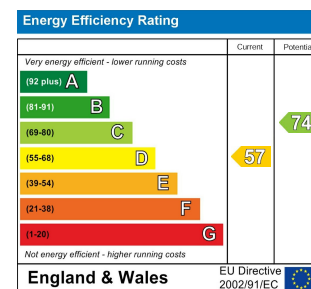 Energy Efficiency Rating
Current Potentia
Very energy efficient - lower running costs
(92 plus) A
(81-91) B
(69-80) C
74
(55-68) D
57
(39-54) E
(21-38) F
(1-20) G
Not energy efficient - higher running costs
England & Wales
EU Directive
2002/91/EC